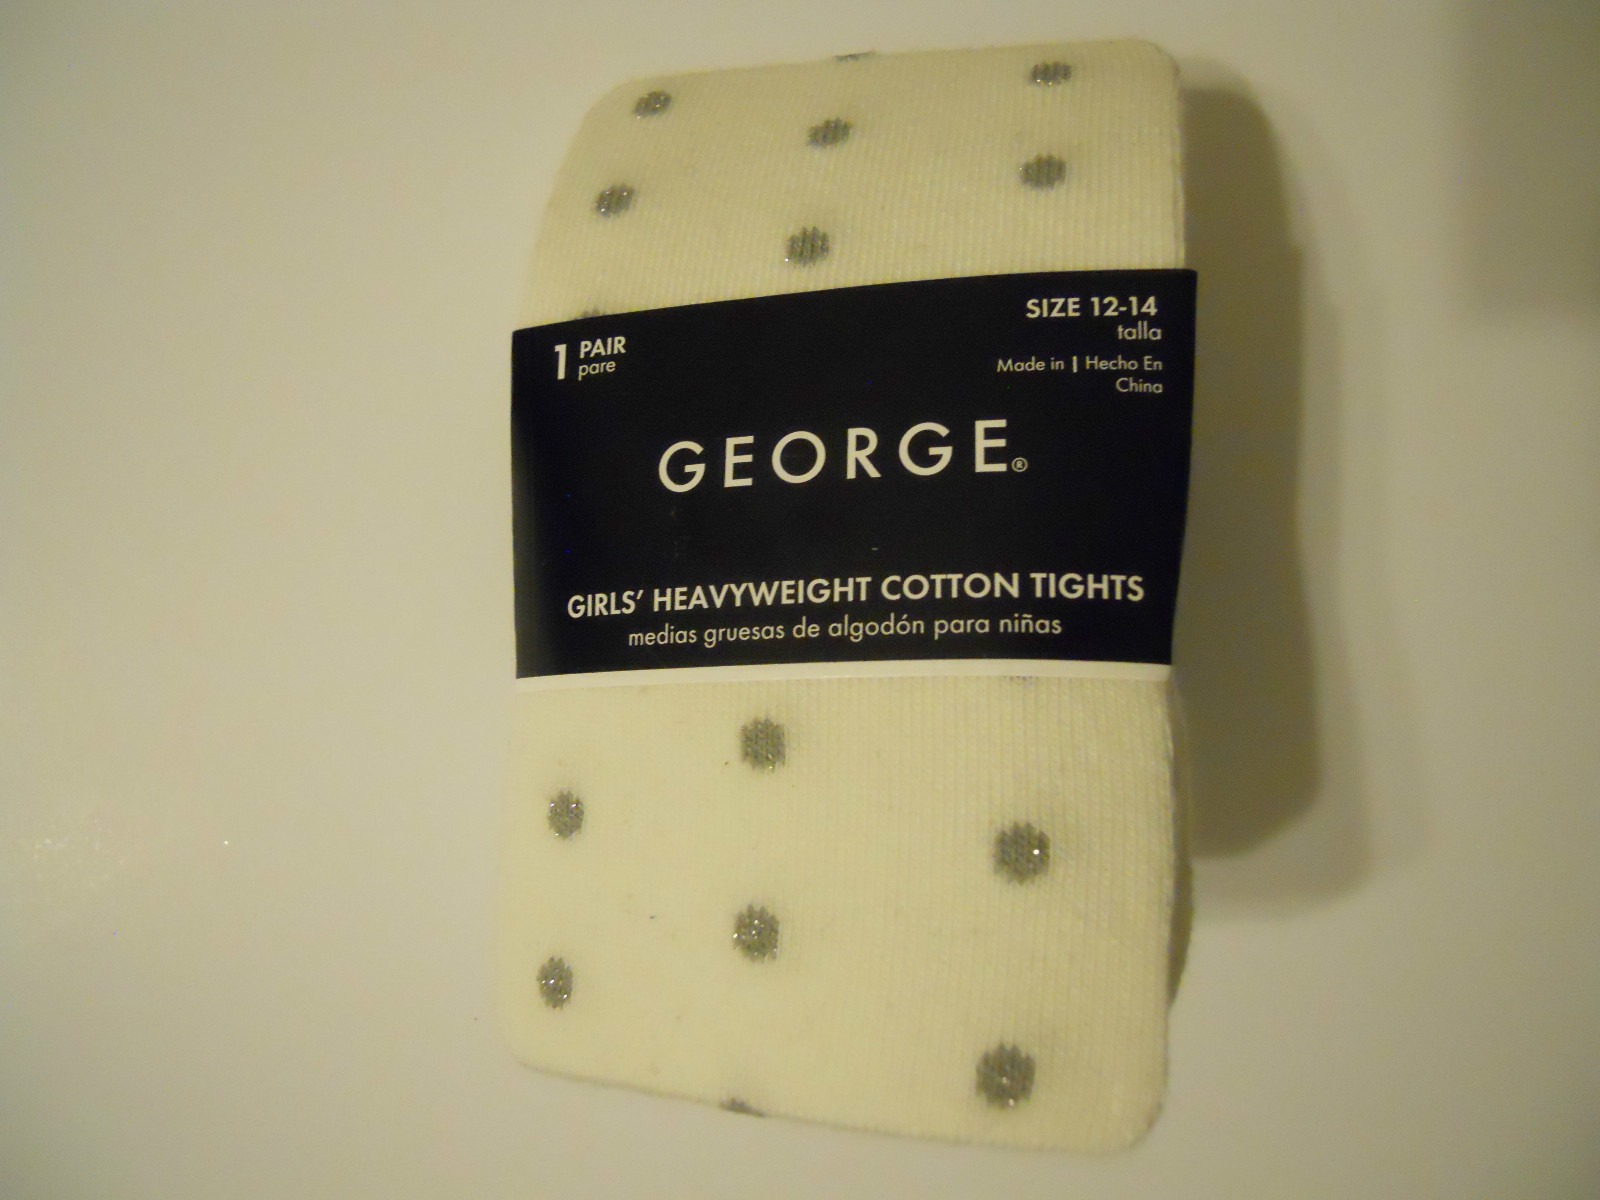 1 PAIR
pare
SIZE 12-14
talla
Made in | Hecho En
China
GEORGE®
GIRLS' HEAVYWEIGHT COTTON TIGHTS
medias gruesas de algodón para niñas